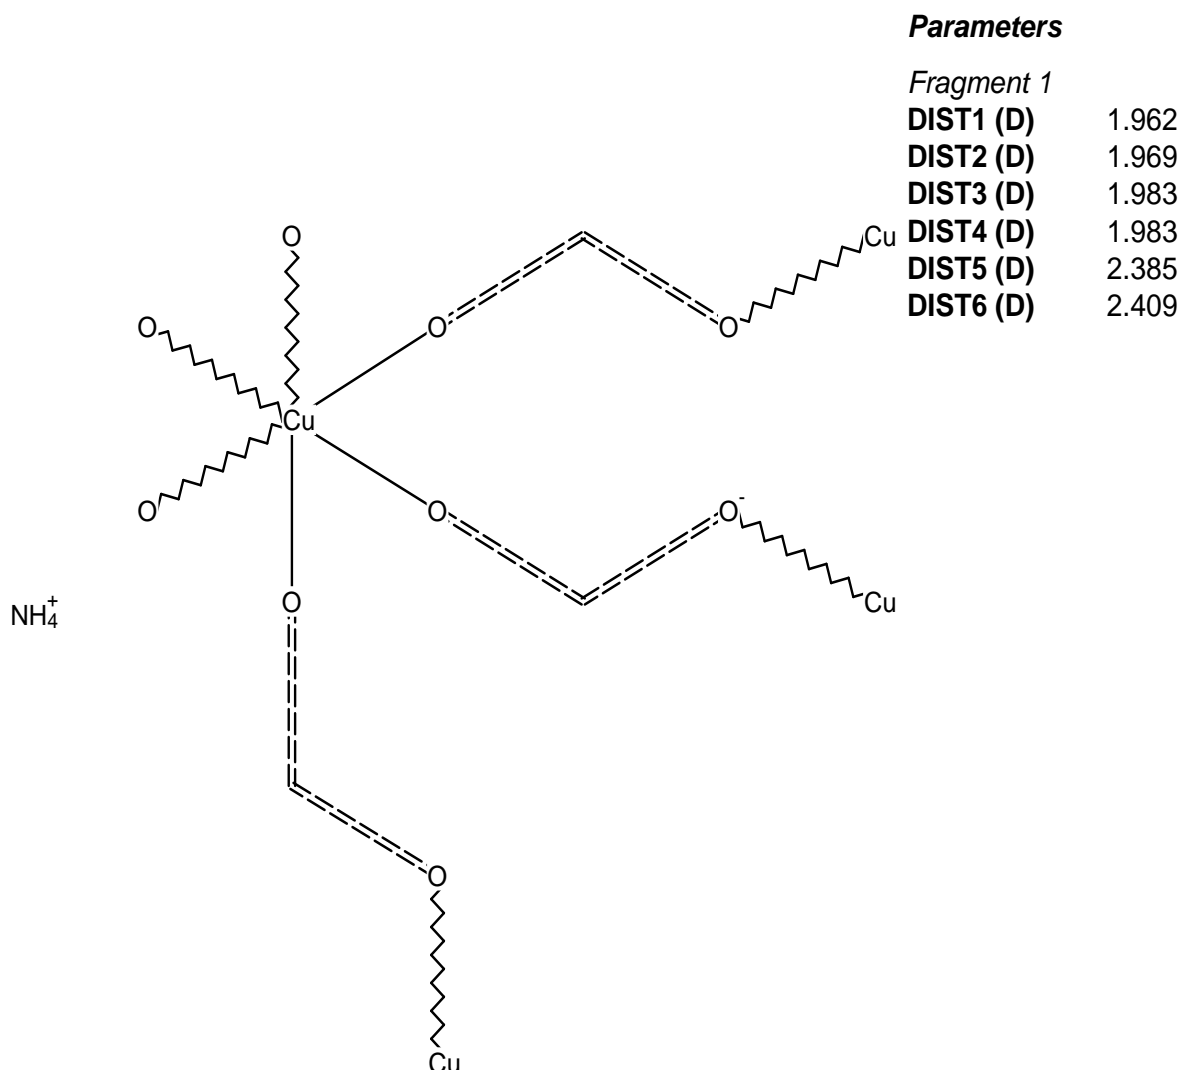 Parameters
Fragment 1
DIST1 (D) 1.962
DIST2 (D) 1.969
DIST3 (D) 1.983
DIST4 (D) 1.983
DIST5 (D) 2.385
DIST6 (D) 2.409
O
Cu
O
O
O
Cu
O
O
O-
O
Cu
NH4+
O
Cu